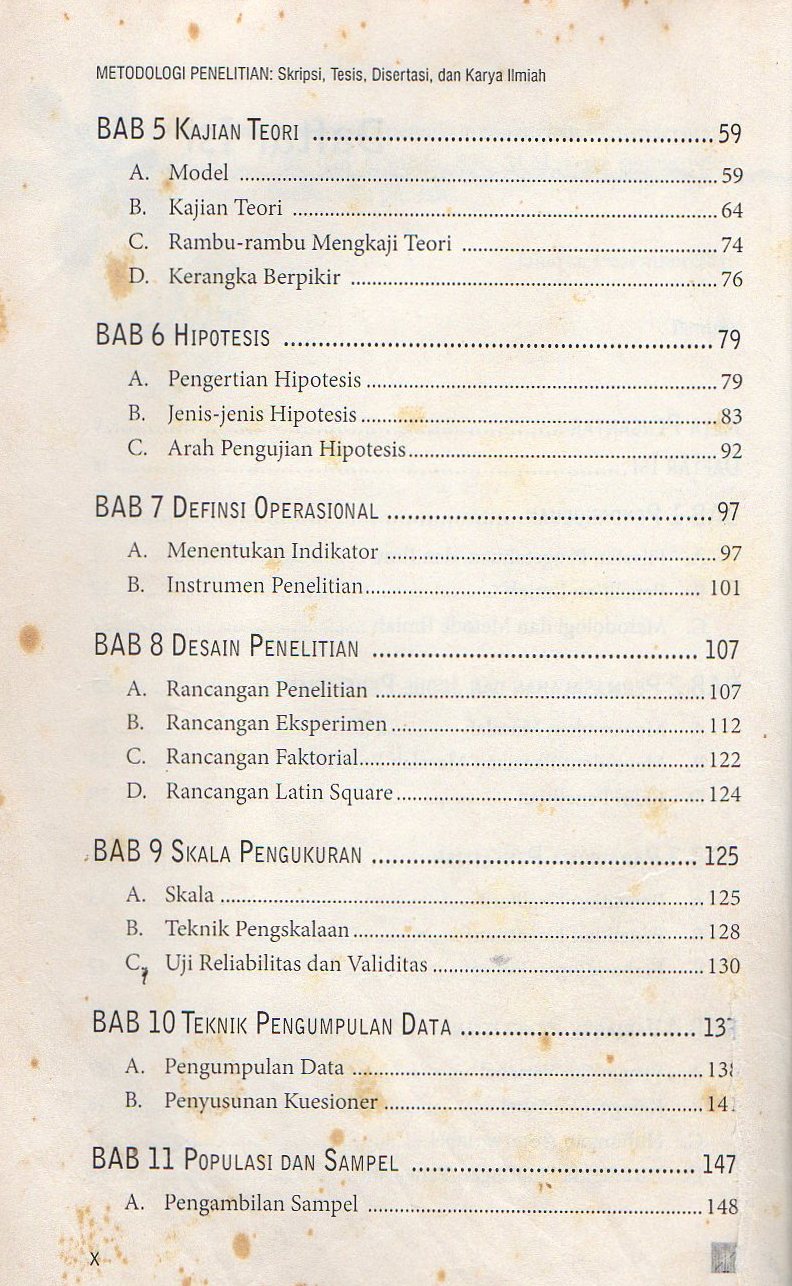 METODOLOGI PENELITIAN: Skripsi, Tesis, Disertasi, dan Karya Ilmiah
BAB 5 KAJIAN TEORI ........................................................ 59
A. Model ........................................................ 59
B. Kajian Teori ........................................................ 64
C. Rambu-rambu Mengkaji Teori ........................................ 74
D. Kerangka Berpikir ........................................................ 76
BAB 6 HIPOTESIS ........................................................ 79
A. Pengertian Hipotesis ........................................................ 79
B. Jenis-jenis Hipotesis ........................................................ 83
C. Arah Pengujian Hipotesis ................................................ 92
BAB 7 DEFINSI OPERASIONAL ................................................ 97
A. Menentukan Indikator ................................................ 97
B. Instrumen Penelitian ................................................ 101
BAB 8 DESAIN PENELITIAN ................................................ 107
A. Rancangan Penelitian ................................................ 107
B. Rancangan Eksperimen ................................................ 112
C. Rancangan Faktorial ................................................ 122
D. Rancangan Latin Square ................................................ 124
BAB 9 SKALA PENGUKURAN ................................................ 125
A. Skala ........................................................ 125
B. Teknik Pengskalaan ................................................ 128
C. Uji Reliabilitas dan Validitas ........................................ 130
BAB 10 TEKNIK PENGUMPULAN DATA ................................
A. Pengumpulan Data ................................................
B. Penyusunan Kuesioner ................................................
BAB 11 POPULASI DAN SAMPEL ........................................ 147
A. Pengambilan Sampel ................................................ 148
X